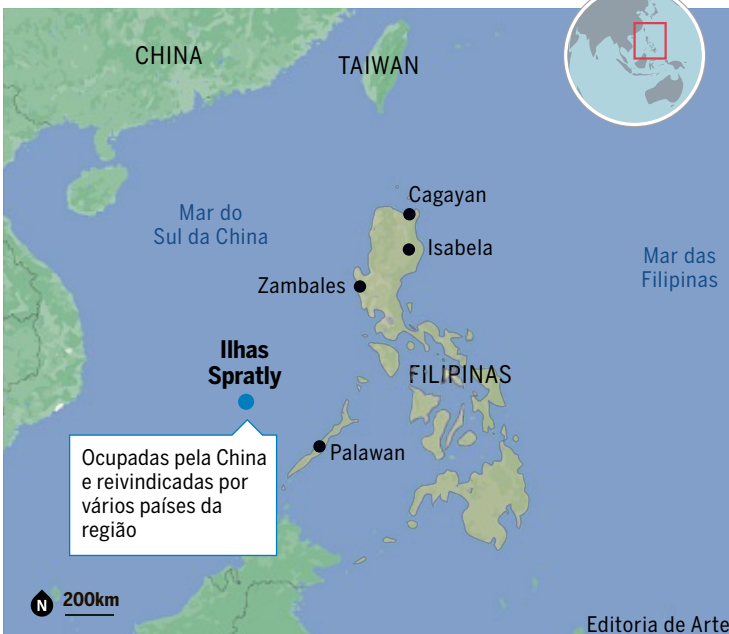 CHINA
TAIWAN
Cagayan
Mar do
Sul da China
Isabela
Mar das
Filipinas
Zambales
Ilhas
Spratly
FILIPINAS
Palawan
Ocupadas pela China
e reivindicadas por
vários países da
região
N
200km
Editoria de Arte